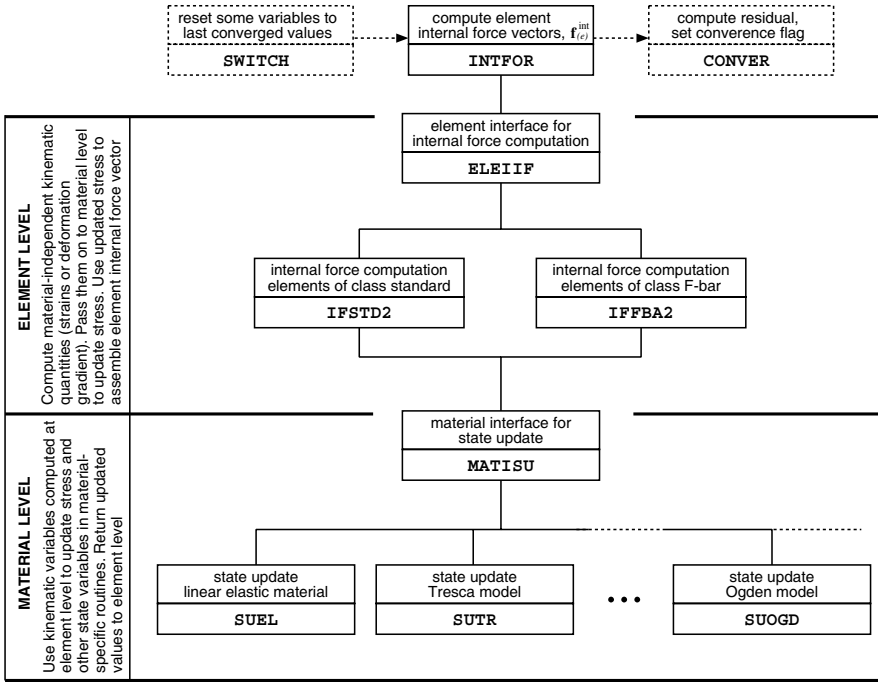 reset some variables to
last converged values
SWITCH
compute element
internal force vectors, f(e)^int
INTFOR
compute residual,
set converence flag
CONVER
ELEMENT LEVEL
Compute material-independent kinematic
quantities (strains or deformation
gradient). Pass them on to material level
to update stress. Use updated stress to
assemble element internal force vector
element interface for
internal force computation
ELEIIF
internal force computation
elements of class standard
IFSTD2
internal force computation
elements of class F-bar
IFFBA2
MATERIAL LEVEL
Use kinematic variables computed at
element level to update stress and
other state variables in material-
specific routines. Return updated
values to element level
material interface for
state update
MATISU
state update
linear elastic material
SUEL
state update
Tresca model
SUTR
• • •
state update
Ogden model
SUOGD